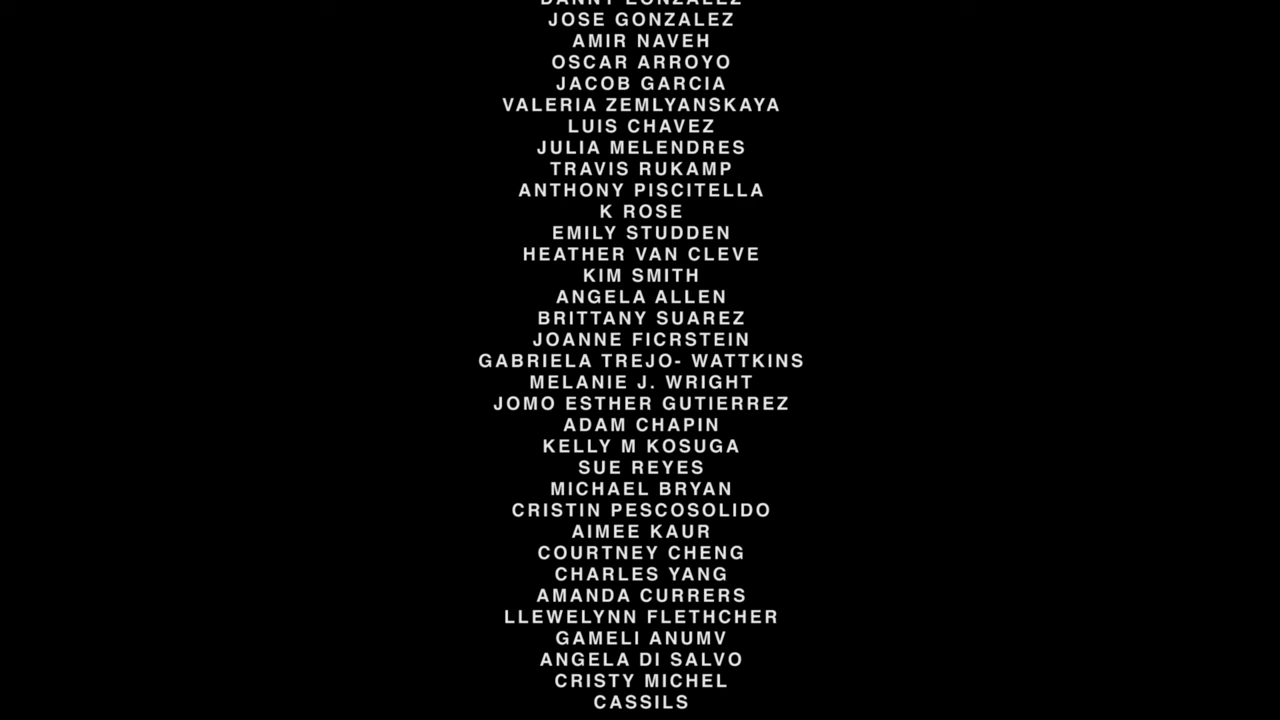 DANNY GONZALEZ
JOSE GONZALEZ
AMIR NAVEH
OSCAR ARROYO
JACOB GARCIA
VALERIA ZEMLYANSKAYA
LUIS CHAVEZ
JULIA MELENDRES
TRAVIS RUKAMP
ANTHONY PISCITELLA
K ROSE
EMILY STUDDEN
HEATHER VAN CLEVE
KIM SMITH
ANGELA ALLEN
BRITTANY SUAREZ
JOANNE FICRSTEIN
GABRIELA TREJO- WATTKINS
MELANIE J. WRIGHT
JOMO ESTHER GUTIERREZ
ADAM CHAPIN
KELLY M KOSUGA
SUE REYES
MICHAEL BRYAN
CRISTIN PESCOSOLIDO
AIMEE KAUR
COURTNEY CHENG
CHARLES YANG
AMANDA CURRERS
LLEWELYNN FLETHCHER
GAMELI ANUMV
ANGELA DI SALVO
CRISTY MICHEL
CASSILS